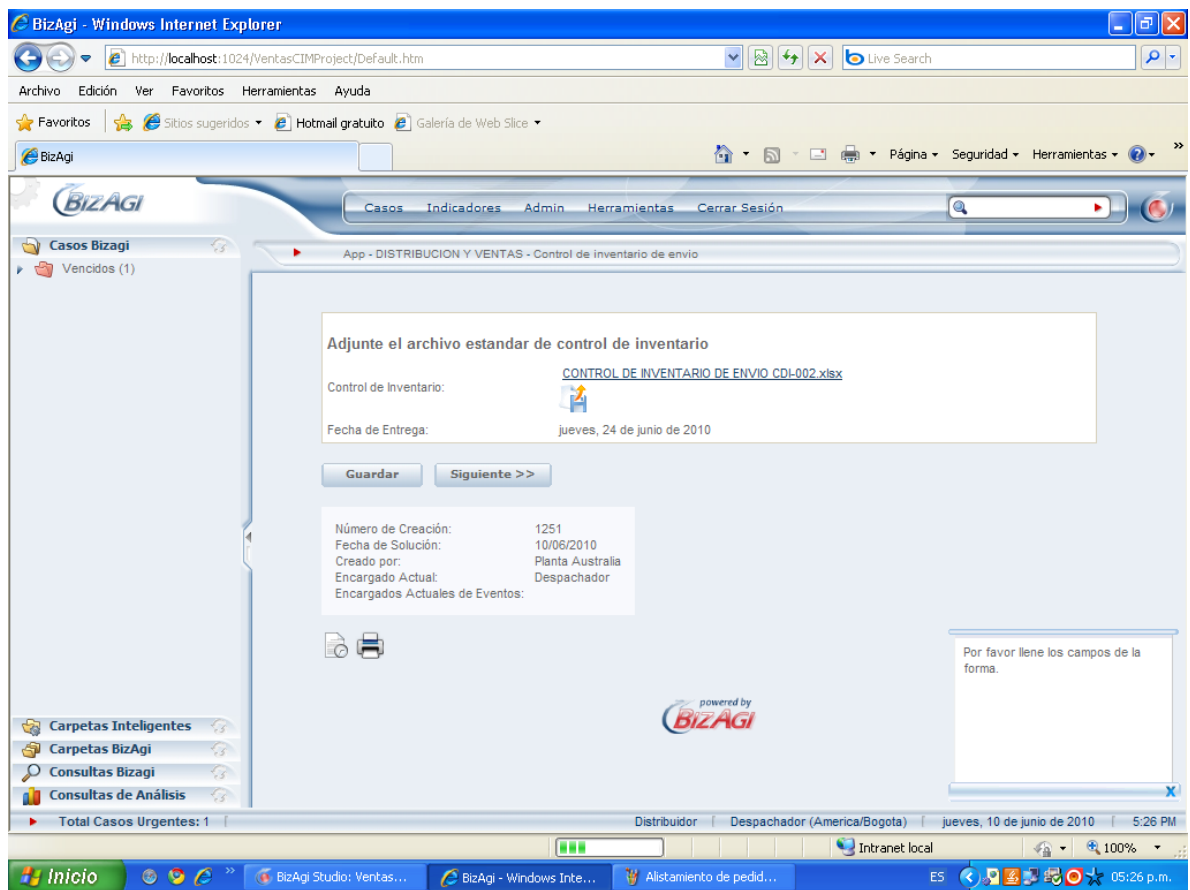 BizAgi - Windows Internet Explorer
http://localhost:1024/VentasCIMProject/Default.htm
Live Search
Archivo Edición Ver Favoritos Herramientas Ayuda
Favoritos Sitios sugeridos Hotmail gratuito Galería de Web Slice
BizAgi Página Seguridad Herramientas »
BIZAGI
Casos Indicadores Admin Herramientas Cerrar Sesión
Casos Bizagi
Vencidos (1)
App - DISTRIBUCION Y VENTAS - Control de inventario de envio
Adjunte el archivo estandar de control de inventario
Control de Inventario: CONTROL DE INVENTARIO DE ENVIO CDI-002.xlsx
Fecha de Entrega: jueves, 24 de junio de 2010
Guardar Siguiente >>
Número de Creación: 1251
Fecha de Solución: 10/06/2010
Creado por: Planta Australia
Encargado Actual: Despachador
Encargados Actuales de Eventos:
Por favor llene los campos de la
forma.
powered by
BIZAGI
Carpetas Inteligentes
Carpetas BizAgi
Consultas Bizagi
Consultas de Análisis
Total Casos Urgentes: 1 Distribuidor Despachador (America/Bogota) jueves, 10 de junio de 2010 5:26 PM
Intranet local 100%
Inicio » BizAgi Studio: Ventas... BizAgi - Windows Inte... Alistamiento de pedid... ES 05:26 p.m.